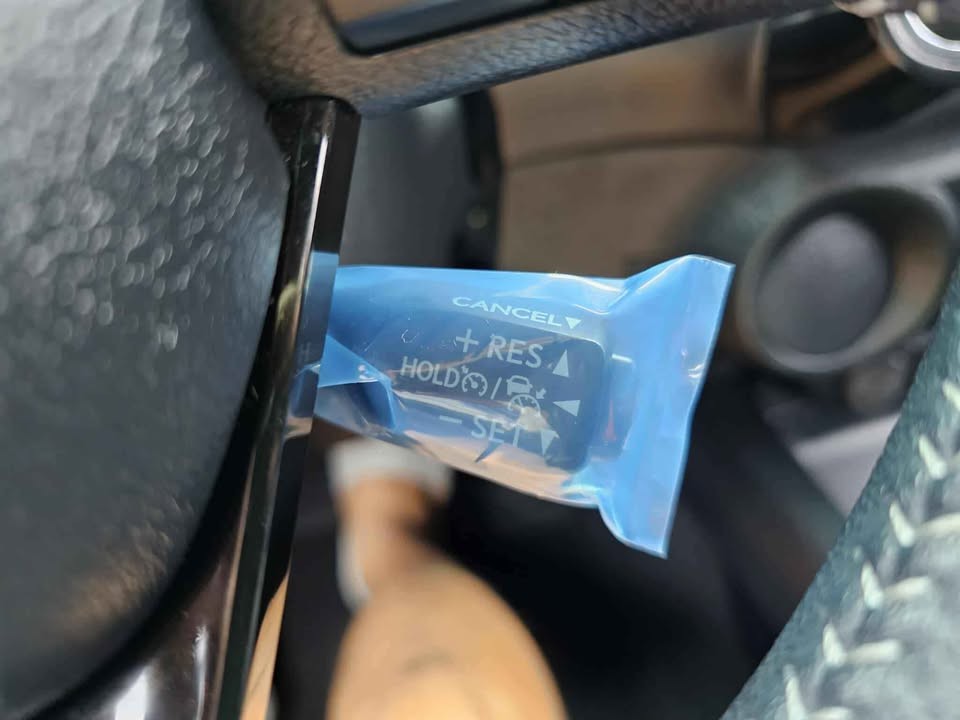 CANCEL▼
+ RES ▲
HOLD /
− SET